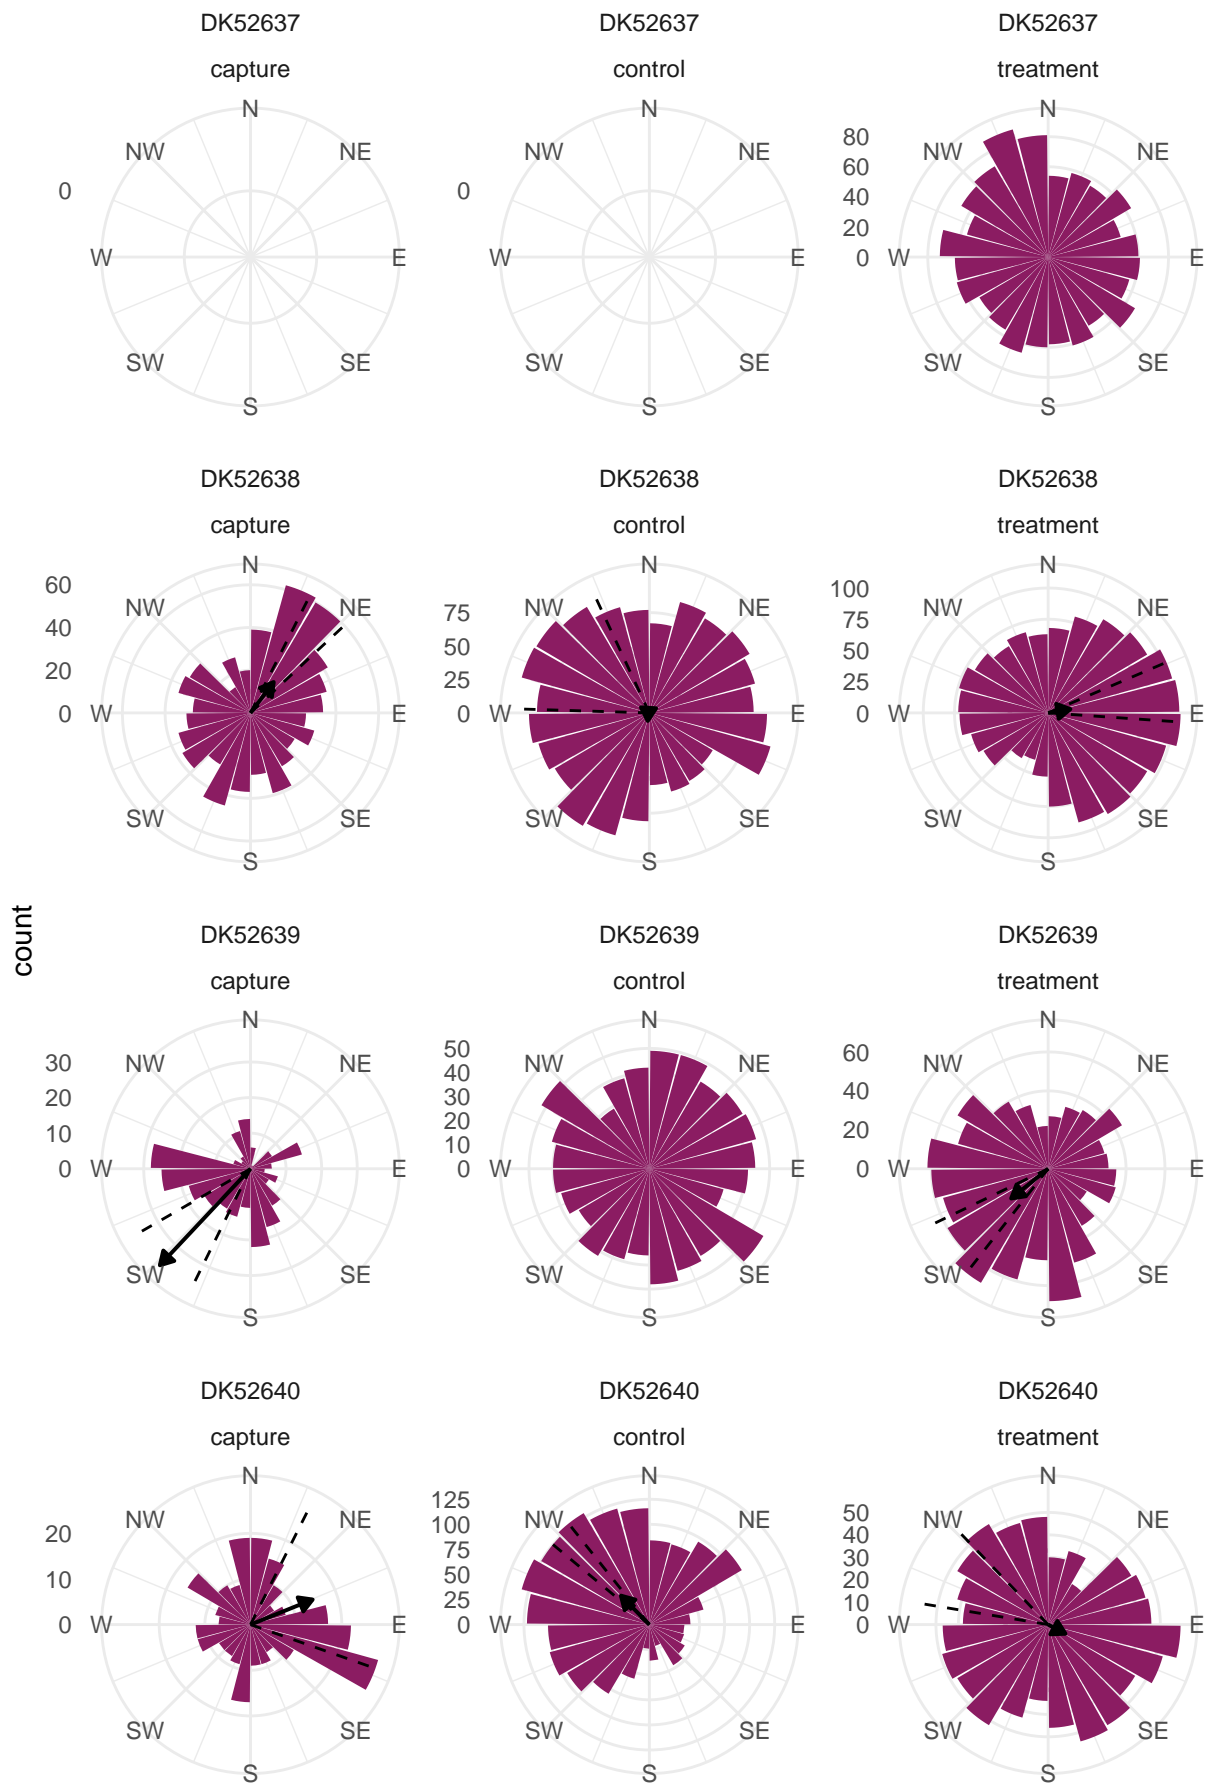 DK52637 DK52637 DK52637
capture control treatment
N N N
NW NE NW NE NW NE
0 0 80 60 40 20 0
W E W E W E
SW SE SW SE SW SE
S S S
DK52638 DK52638 DK52638
capture control treatment
N N N
NW NE NW NE NW NE
60 40 20 0 75 50 25 0 100 75 50 25 0
W E W E W E
SW SE SW SE SW SE
S S S
count
DK52639 DK52639 DK52639
capture control treatment
N N N
NW NE NW NE NW NE
30 20 10 0 50 40 30 20 10 0 60 40 20 0
W E W E W E
SW SE SW SE SW SE
S S S
DK52640 DK52640 DK52640
capture control treatment
N N N
NW NE NW NE NW NE
20 10 0 125 100 75 50 25 0 50 40 30 20 10 0
W E W E W E
SW SE SW SE SW SE
S S S